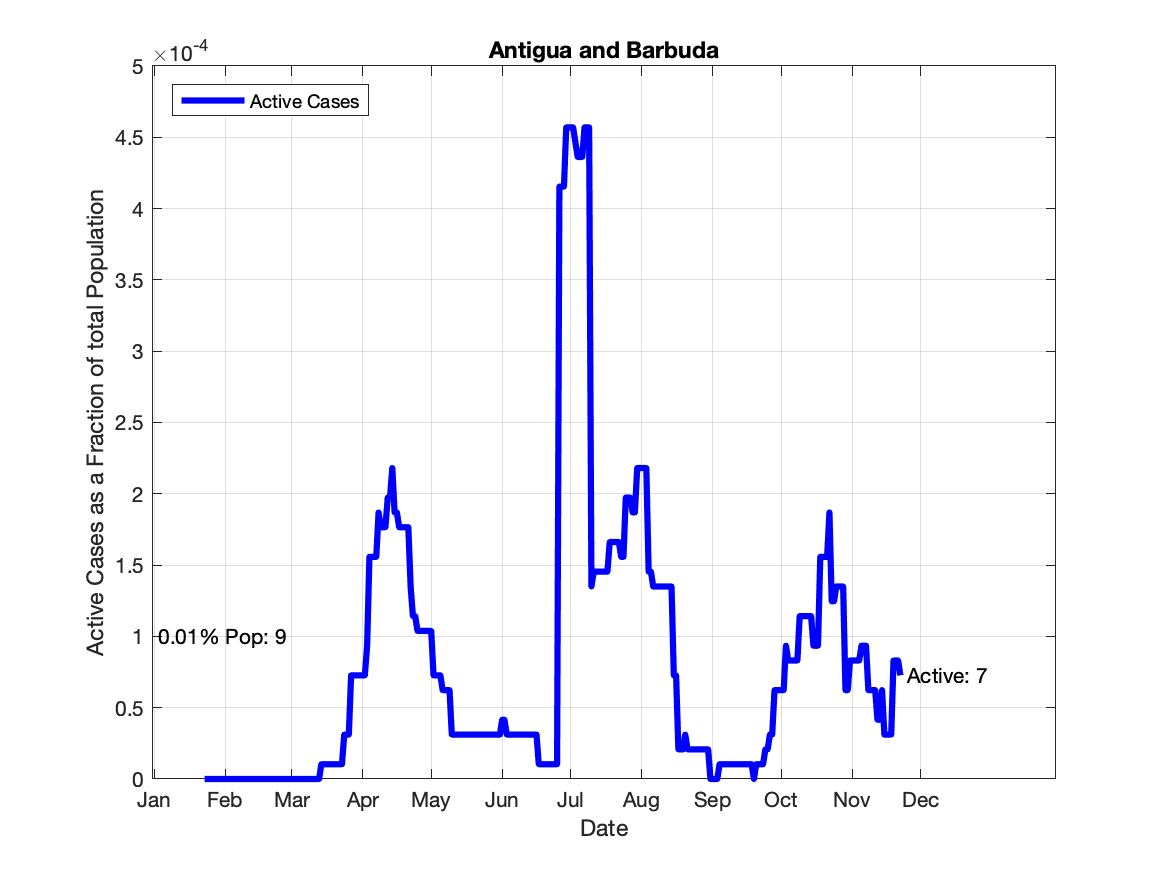 ×10-4
Antigua and Barbuda
Active Cases
5
4.5
4
3.5
3
2.5
2
1.5
1
0.5
0
0.01% Pop: 9
Active: 7
Active Cases as a Fraction of total Population
Jan Feb Mar Apr May Jun Jul Aug Sep Oct Nov Dec
Date